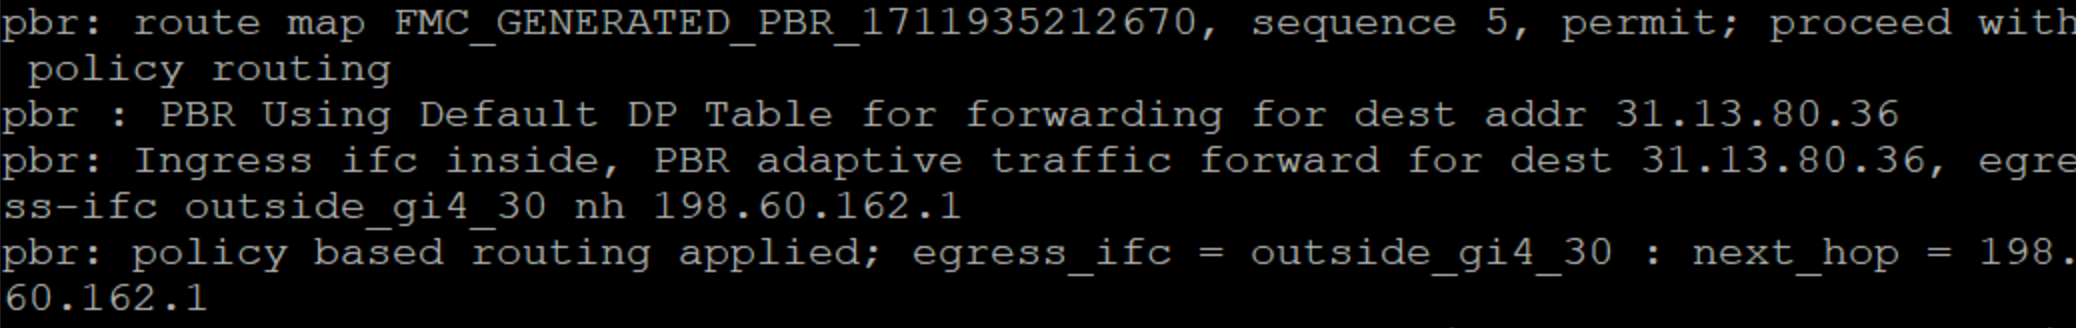 pbr: route map FMC_GENERATED_PBR_1711935212670, sequence 5, permit; proceed with
 policy routing
pbr : PBR Using Default DP Table for forwarding for dest addr 31.13.80.36
pbr: Ingress ifc inside, PBR adaptive traffic forward for dest 31.13.80.36, egre
ss-ifc outside_gi4_30 nh 198.60.162.1
pbr: policy based routing applied; egress_ifc = outside_gi4_30 : next_hop = 198.
60.162.1